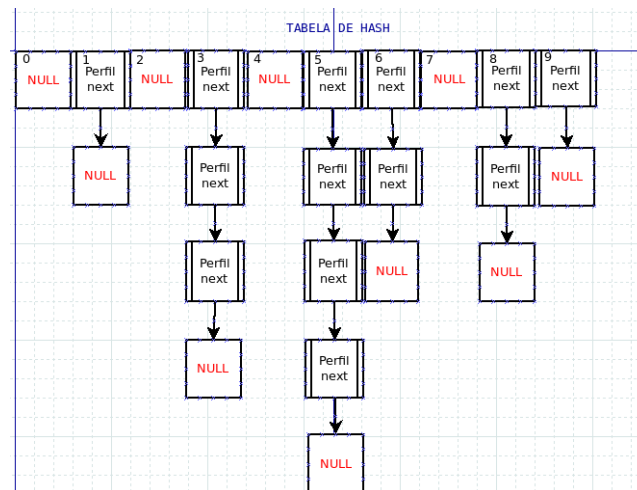 TABELA DE HASH
0 1 2 3 4 5 6 7 8 9
NULL Perfil next NULL Perfil next NULL Perfil next Perfil next NULL Perfil next Perfil next
NULL Perfil next Perfil next Perfil next Perfil next NULL
Perfil next Perfil next NULL NULL
NULL Perfil next
NULL